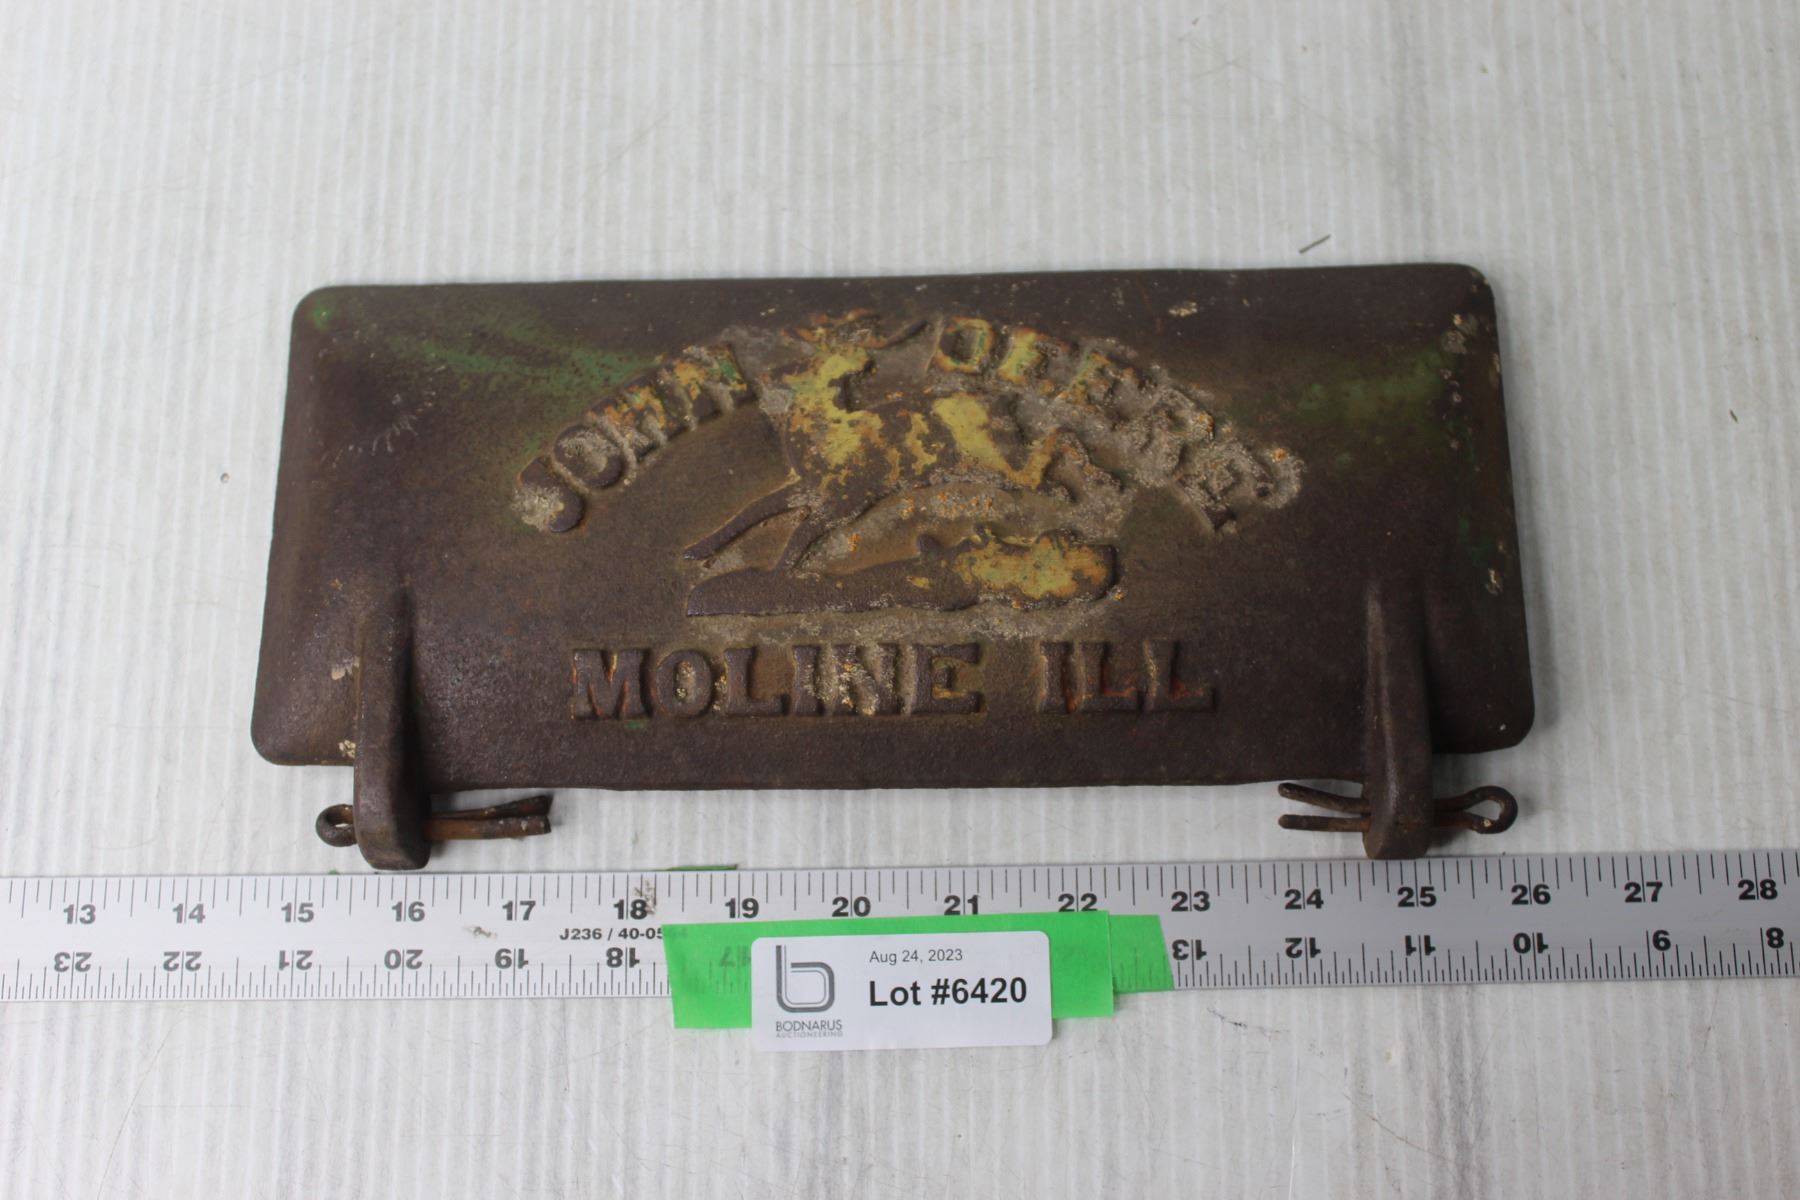 JOHN DEERE
MOLINE ILL
13 14 15 16 17 18 19 20 21 22 23 24 25 26 27 28
J236 / 40-05
23 22 21 20 19 18 17 13 12 11 10 9 8
Aug 24, 2023
Lot #6420
BODNARUS
AUCTIONEERING